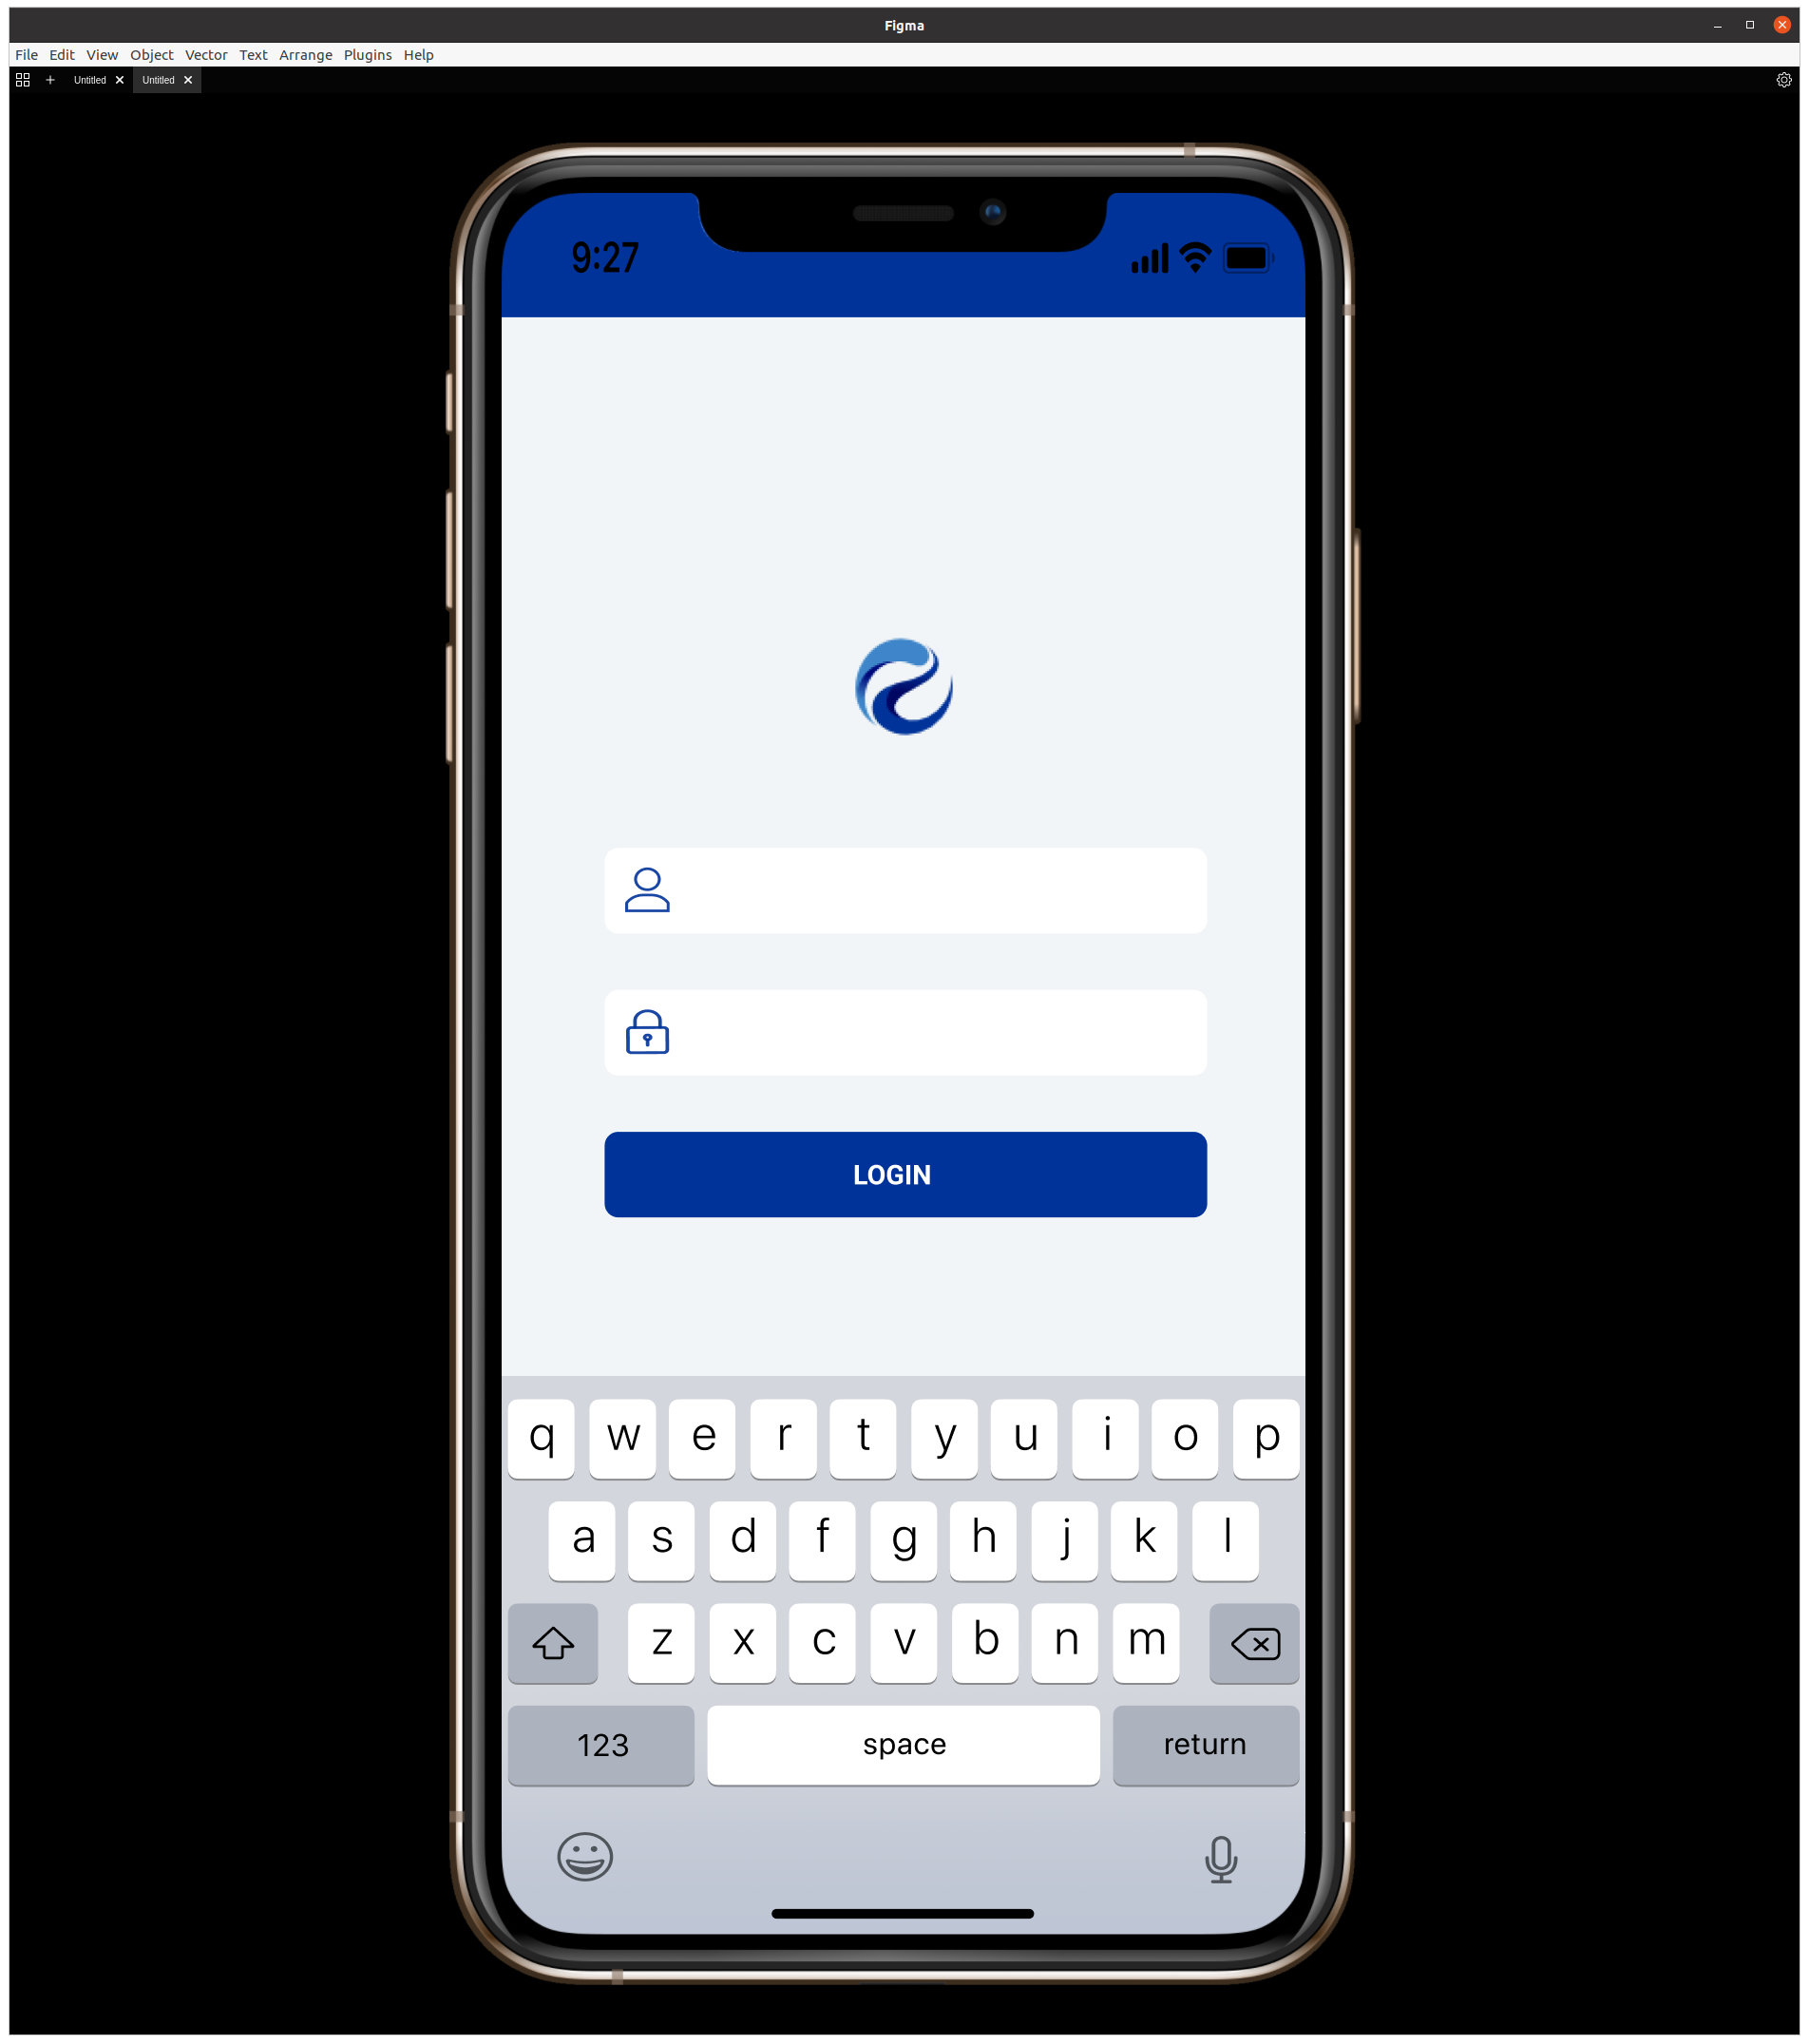 Figma
File Edit View Object Vector Text Arrange Plugins Help
Untitled Untitled
9:27
LOGIN
q w e r t y u i o p
a s d f g h j k l
z x c v b n m
123 space return